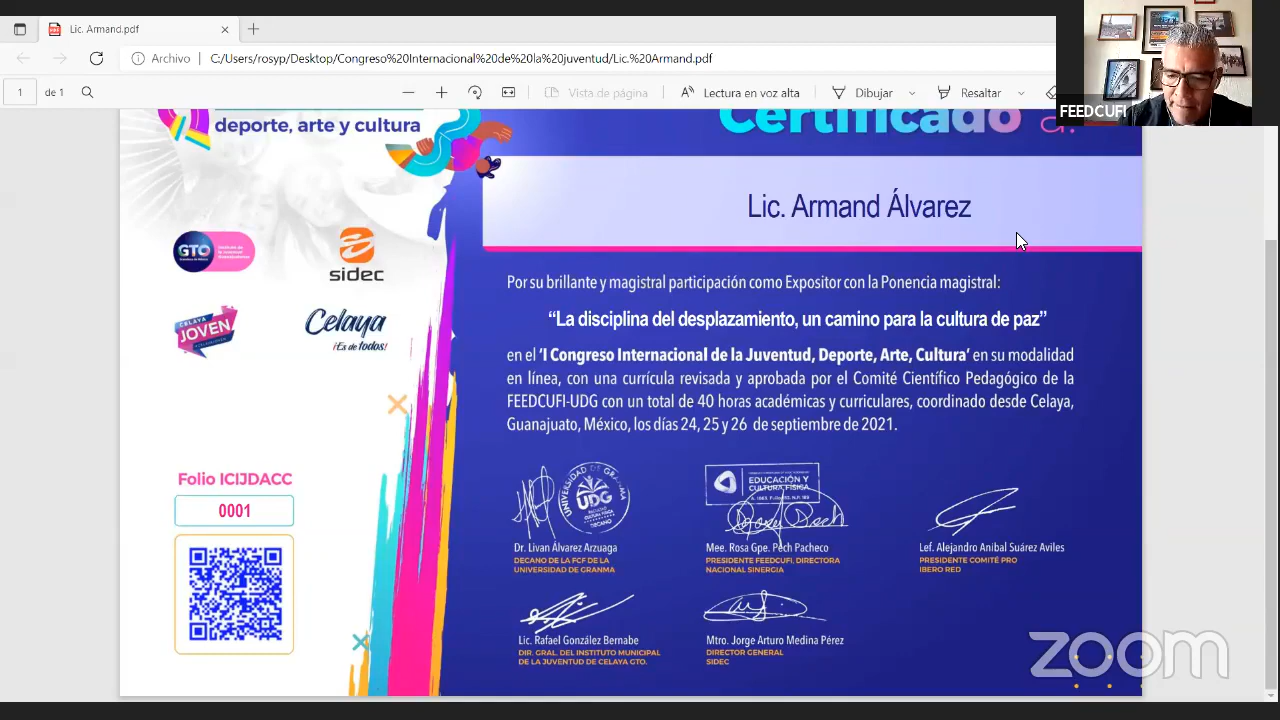 Lic. Armand.pdf
Archivo
C:/Users/rosyp/Desktop/Congreso%20Internacional%20de%20la%20juventud/Lic.%20Armand.pdf
1 de 1
Vista de página
Lectura en voz alta
Dibujar
Resaltar
FEEDCUFI
deporte, arte y cultura
Certificado a:
Lic. Armand Álvarez
GTO
sidec
CELAYA
JOVEN
Celaya
¡Es de todos!
Por su brillante y magistral participación como Expositor con la Ponencia magistral:
“La disciplina del desplazamiento, un camino para la cultura de paz”
en el ‘I Congreso Internacional de la Juventud, Deporte, Arte, Cultura’ en su modalidad
en línea, con una currícula revisada y aprobada por el Comité Científico Pedagógico de la
FEEDCUFI-UDG con un total de 40 horas académicas y curriculares, coordinado desde Celaya,
Guanajuato, México, los días 24, 25 y 26 de septiembre de 2021.
Folio ICIJDACC
0001
UNIVERSIDAD DE GRANMA
UDG
EDUCACIÓN Y
CULTURA FÍSICA
Dr. Livan Álvarez Arzuaga
DECANO DE LA FCF DE LA
UNIVERSIDAD DE GRANMA
Mee. Rosa Gpe. Pech Pacheco
PRESIDENTE FEEDCUFI, DIRECTORA
NACIONAL SINERGIA
Lef. Alejandro Anibal Suárez Aviles
PRESIDENTE COMITÉ PRO
IBERO RED
Lic. Rafael González Bernabe
DIR. GRAL. DEL INSTITUTO MUNICIPAL
DE LA JUVENTUD DE CELAYA GTO.
Mtro. Jorge Arturo Medina Pérez
DIRECTOR GENERAL
SIDEC
zoom